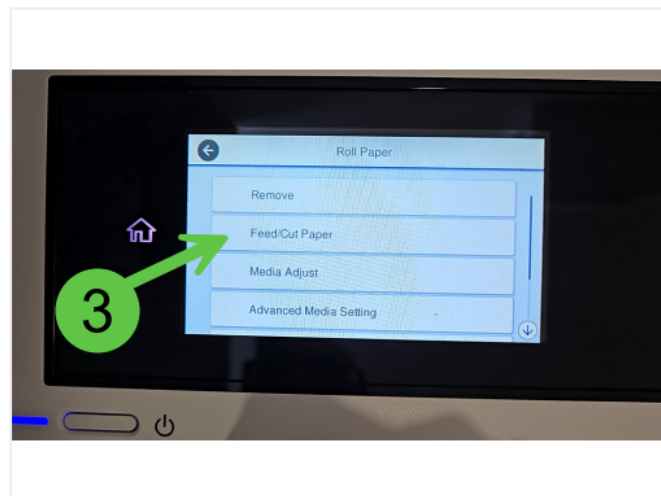 Roll Paper
Remove
Feed/Cut Paper
3
Media Adjust
Advanced Media Setting